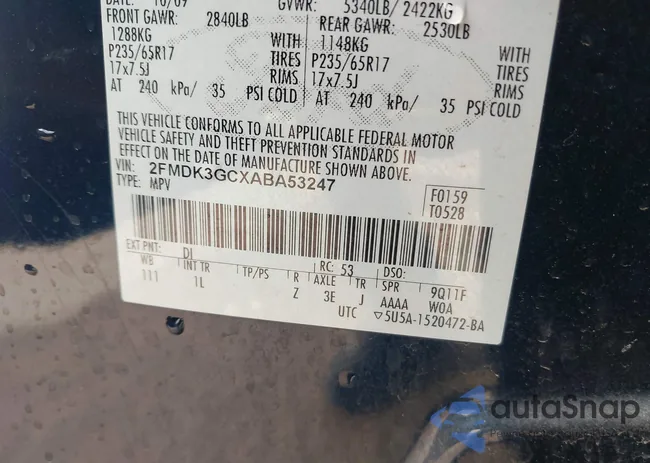 DATE: 10/09 GVWR: 5340LB/ 2422KG
FRONT GAWR: 2840LB REAR GAWR: 2530LB
1288KG WITH 1148KG WITH
P235/65R17 TIRES P235/65R17 TIRES
17x7.5J RIMS 17x7.5J RIMS
AT 240 kPa/ 35 PSI COLD AT 240 kPa/ 35 PSI COLD
THIS VEHICLE CONFORMS TO ALL APPLICABLE FEDERAL MOTOR
VEHICLE SAFETY AND THEFT PREVENTION STANDARDS IN
EFFECT ON THE DATE OF MANUFACTURE SHOWN ABOVE.
VIN: 2FMDK3GCXABA53247
TYPE: MPV
F0159
T0528
EXT PNT: DI RC: 53 DSO:
WB INT TR TP/PS R AXLE TR SPR 9Q11F
111 1L Z 3E J AAAA W0A
UTC ▽5U5A-1520472-BA
autoSnap